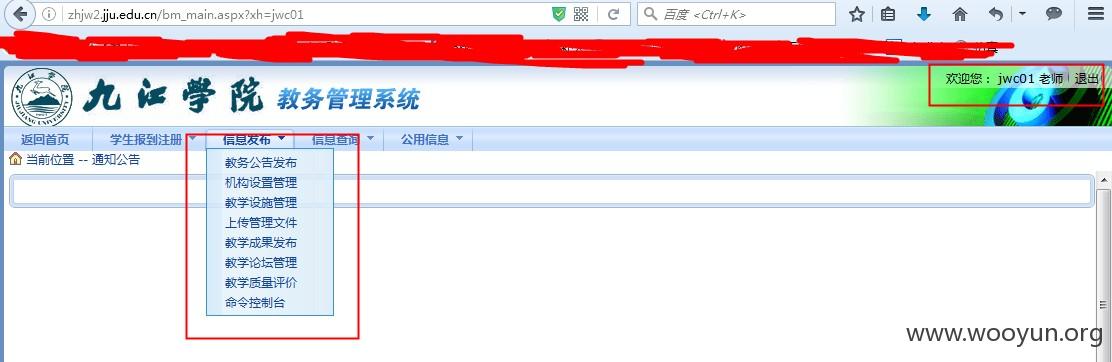 zhjw2.jju.edu.cn/bm_main.aspx?xh=jwc01
百度 <Ctrl+K>
欢迎您： jwc01 老师 退出
九江学院 教务管理系统
返回首页 学生报到注册 信息发布 信息查询 公用信息
当前位置 -- 通知公告
教务公告发布
机构设置管理
教学设施管理
上传管理文件
教学成果发布
教学论坛管理
教学质量评价
命令控制台
www.wooyun.org